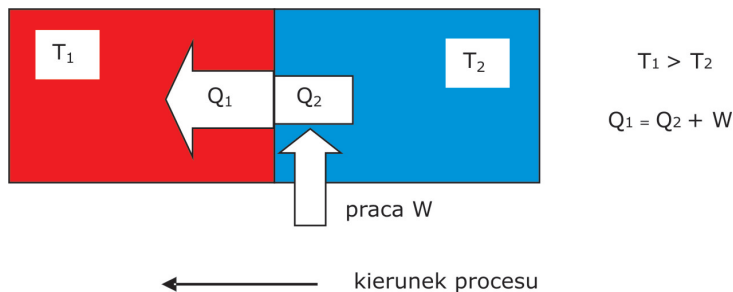 T₁
T₂
T₁ > T₂
Q₁
Q₂
Q₁ = Q₂ + W
praca W
kierunek procesu